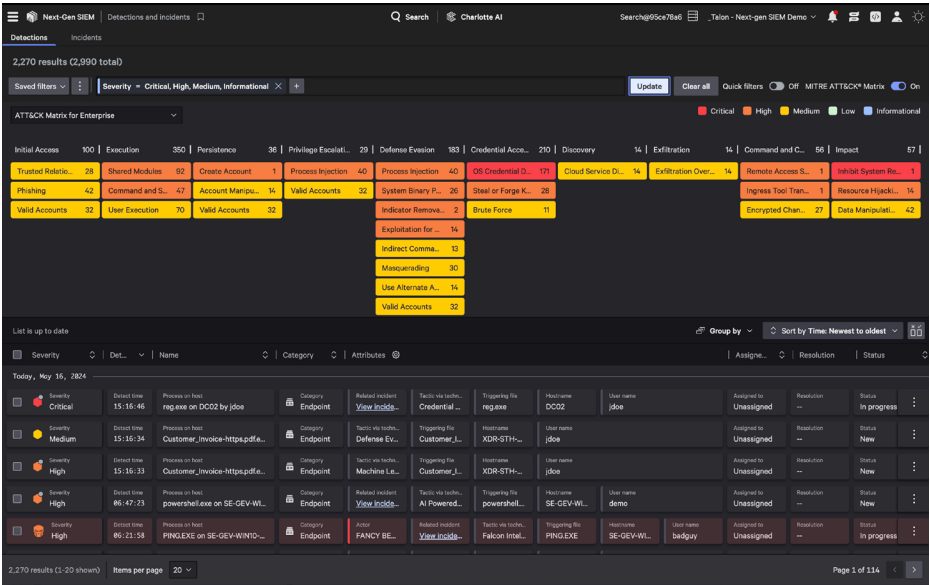 Next-Gen SIEM Detections and incidents Search Charlotte AI Search@95ce78a6 _Talon - Next-gen SIEM Demo
Detections Incidents
2,270 results (2,990 total)
Saved filters Severity = Critical, High, Medium, Informational + Update Clear all Quick filters Off MITRE ATT&CK® Matrix On
ATT&CK Matrix for Enterprise Critical High Medium Low Informational
Initial Access 100 Execution 350 Persistence 36 Privilege Escalati... 29 Defense Evasion 183 Credential Acce... 210 Discovery 14 Exfiltration 14 Command and C... 56 Impact 57
Trusted Relatio... 28 Shared Modules 92 Create Account 1 Process Injection 40 Process Injection 40 OS Credential D... 171 Cloud Service Di... 14 Exfiltration Over... 14 Remote Access S... 1 Inhibit System Re... 1
Phishing 42 Command and S... 47 Account Manipu... 14 Valid Accounts 32 System Binary P... 26 Steal or Forge K... 28 Ingress Tool Tran... 1 Resource Hijacki... 14
Valid Accounts 32 User Execution 70 Valid Accounts 32 Indicator Remova... 2 Brute Force 11 Encrypted Chan... 27 Data Manipulati... 42
Exploitation for ... 14
Indirect Comma... 13
Masquerading 30
Use Alternate A... 14
Valid Accounts 32
List is up to date Group by Sort by Time: Newest to oldest
Severity Det... Name Category Attributes Assigne... Resolution Status
Today, May 16, 2024
Severity Detect time Process on host Category Related incident Tactic via techn... Triggering file Hostname User name Assigned to Resolution Status
Critical 15:16:46 reg.exe on DC02 by jdoe Endpoint View incide... Credential ... reg.exe DC02 jdoe Unassigned -- In progress
Severity Detect time Process on host Category Tactic via techn... Triggering file Hostname User name Assigned to Resolution Status
Medium 15:16:34 Customer_Invoice-https.pdf.e... Endpoint Defense Ev... Customer_I... XDR-STH-... jdoe Unassigned -- New
Severity Detect time Process on host Category Tactic via techn... Triggering file Hostname User name Assigned to Resolution Status
High 15:16:33 Customer_Invoice-https.pdf.e... Endpoint Machine Le... Customer_I... XDR-STH-... jdoe Unassigned -- New
Severity Detect time Process on host Category Related incident Tactic via techn... Triggering file Hostname User name Assigned to Resolution Status
High 06:47:23 powershell.exe on SE-GEV-WI... Endpoint View incide... AI Powered... powershell... SE-GEV-WI... demo Unassigned -- New
Severity Detect time Process on host Category Actor Related incident Tactic via techn... Triggering file Hostname User name Assigned to Resolution Status
High 06:21:58 PING.EXE on SE-GEV-WIN10-... Endpoint FANCY BE... View incide... Falcon Intel... PING.EXE SE-GEV-WI... badguy Unassigned -- In progress
2,270 results (1-20 shown) Items per page 20 Page 1 of 114